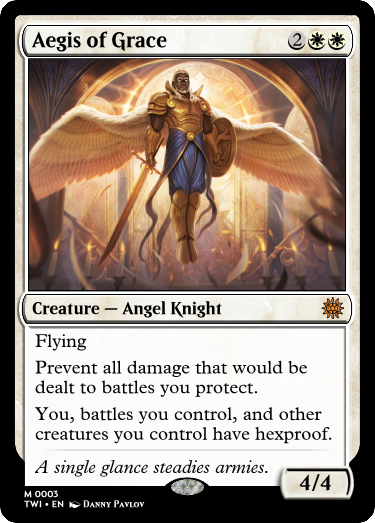 Aegis of Grace 2
Creature — Angel Knight
Flying
Prevent all damage that would be
dealt to battles you protect.
You, battles you control, and other
creatures you control have hexproof.
A single glance steadies armies.
4/4
M 0003
TWI • EN Danny Pavlov